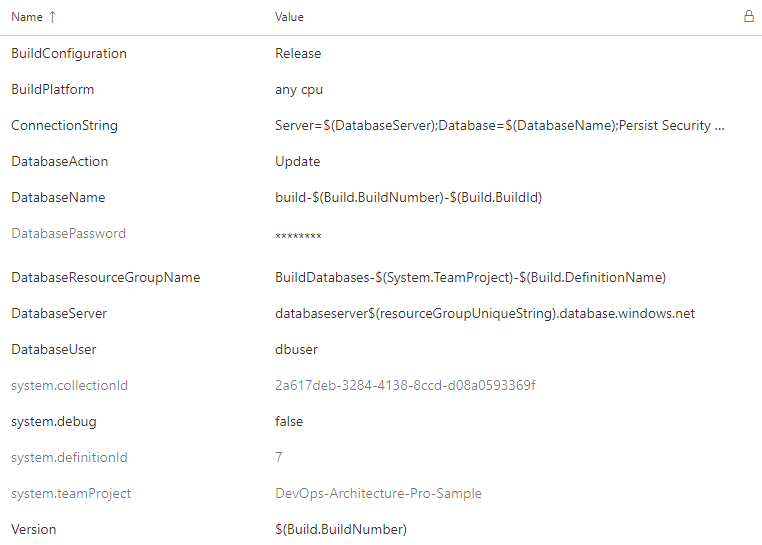 Name ↑ Value
BuildConfiguration Release
BuildPlatform any cpu
ConnectionString Server=$(DatabaseServer);Database=$(DatabaseName);Persist Security ...
DatabaseAction Update
DatabaseName build-$(Build.BuildNumber)-$(Build.BuildId)
DatabasePassword ********
DatabaseResourceGroupName BuildDatabases-$(System.TeamProject)-$(Build.DefinitionName)
DatabaseServer databaseserver$(resourceGroupUniqueString).database.windows.net
DatabaseUser dbuser
system.collectionId 2a617deb-3284-4138-8ccd-d08a0593369f
system.debug false
system.definitionId 7
system.teamProject DevOps-Architecture-Pro-Sample
Version $(Build.BuildNumber)